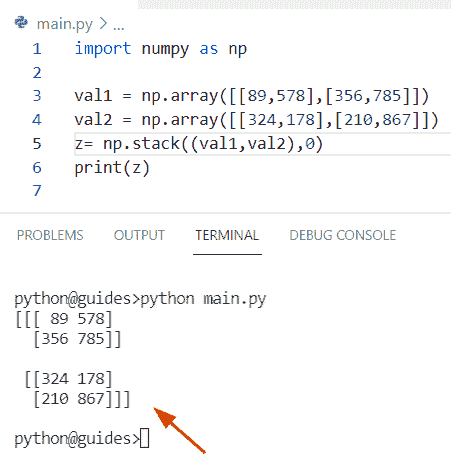 main.py > ...
1 import numpy as np
2
3 val1 = np.array([[89,578],[356,785]])
4 val2 = np.array([[324,178],[210,867]])
5 z= np.stack((val1,val2),0)
6 print(z)
7
PROBLEMS OUTPUT TERMINAL DEBUG CONSOLE
python@guides>python main.py
[[[ 89 578]
  [356 785]]
 [[324 178]
  [210 867]]]
python@guides>